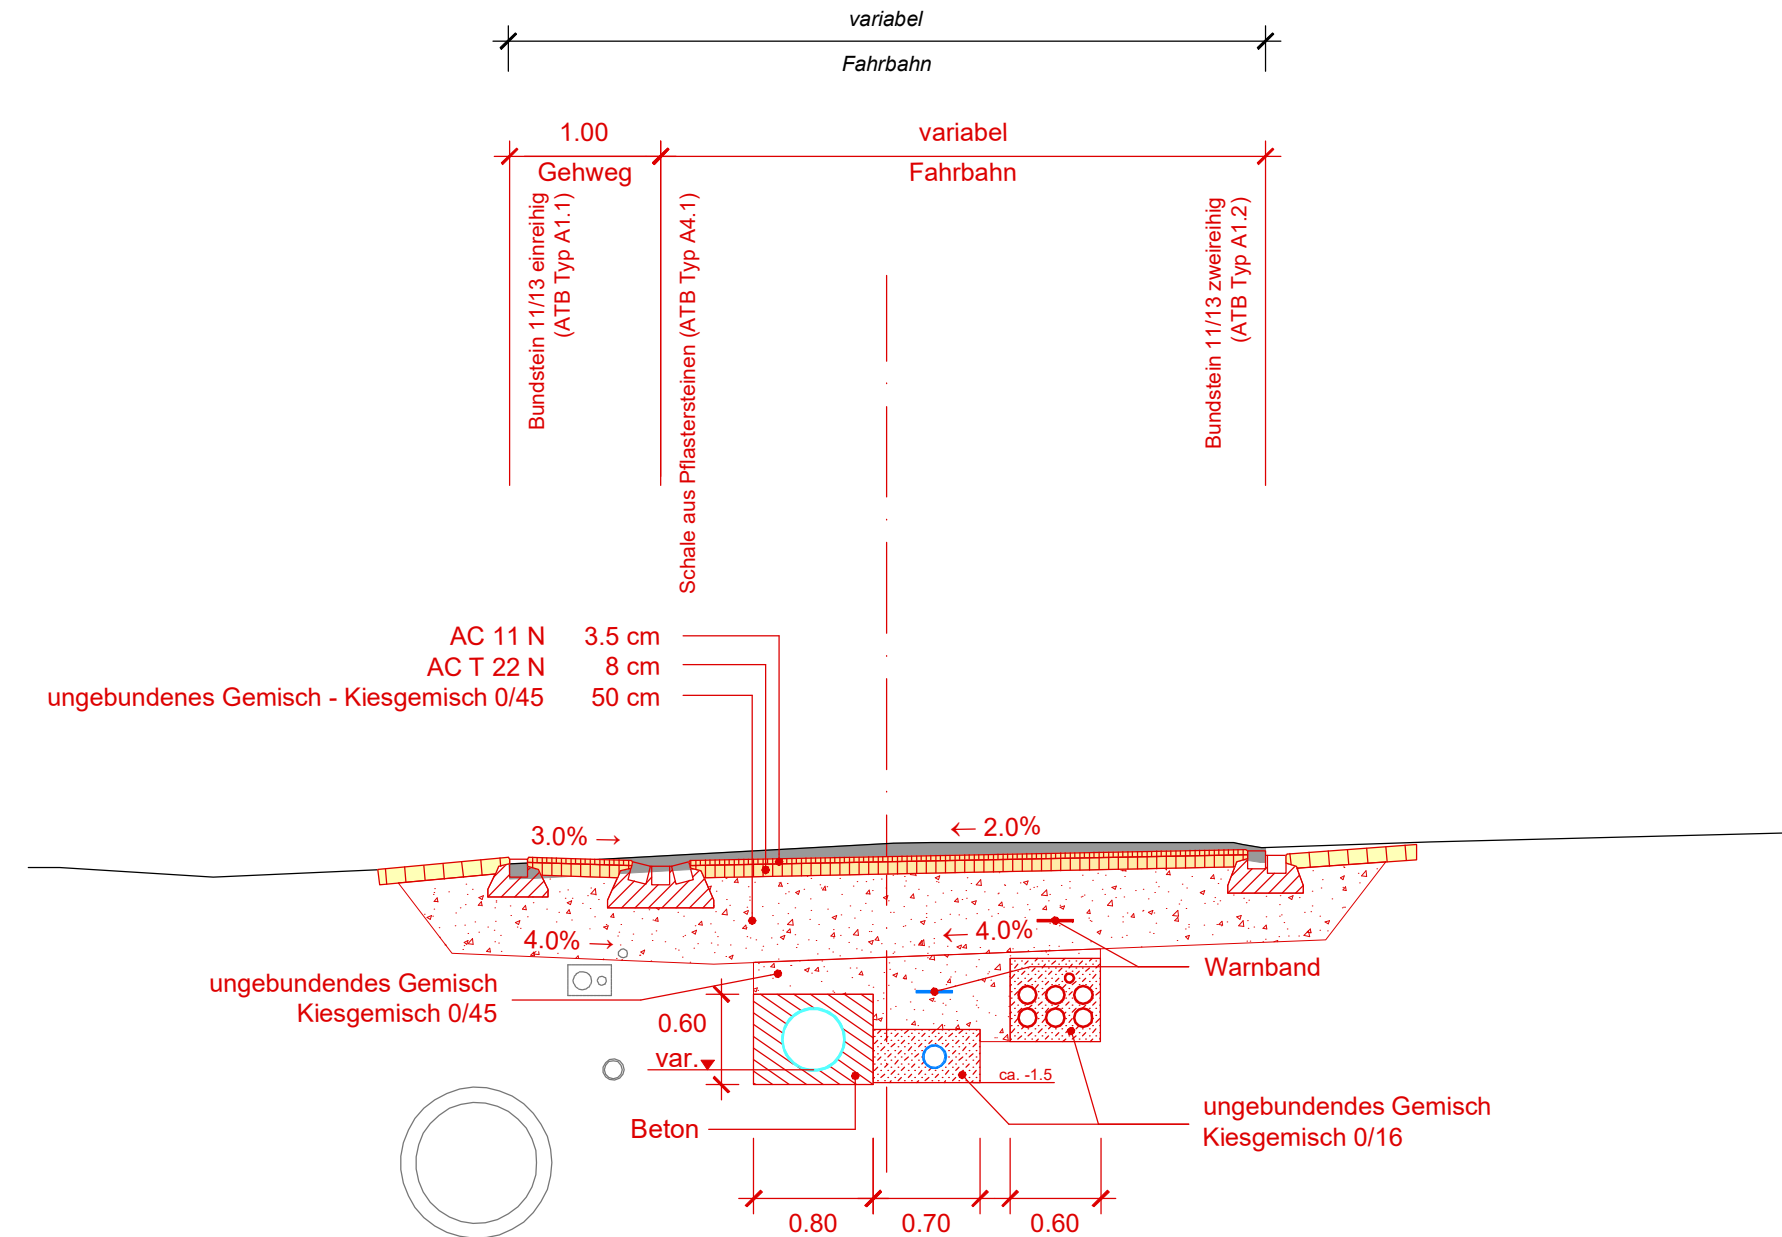 variabel
Fahrbahn
1.00
variabel
Gehweg
Fahrbahn
Bundstein 11/13 einreihig
(ATB Typ A1.1)
Schale aus Pflastersteinen (ATB Typ A4.1)
Bundstein 11/13 zweireihig
(ATB Typ A1.2)
AC 11 N 3.5 cm
AC T 22 N 8 cm
ungebundenes Gemisch - Kiesgemisch 0/45 50 cm
3.0% →
← 2.0%
4.0% →
← 4.0%
Warnband
ungebundendes Gemisch
Kiesgemisch 0/45
0.60
var.
ca. -1.5
Beton
ungebundendes Gemisch
Kiesgemisch 0/16
0.80
0.70
0.60